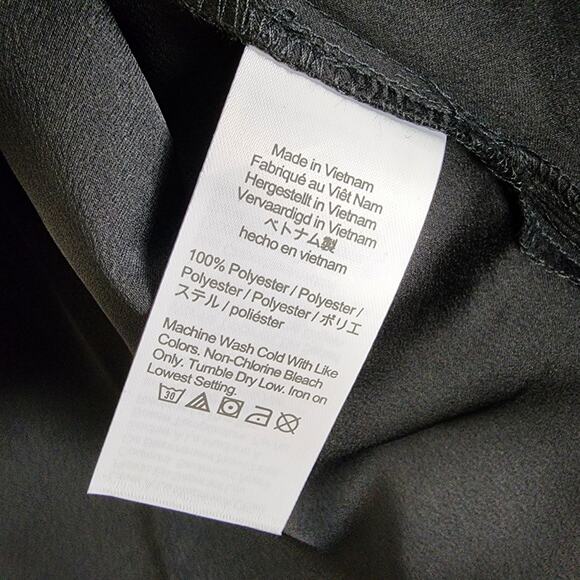 Made in Vietnam
Fabriqué au Viêt Nam
Hergestellt in Vietnam
Vervaardigd in Vietnam
ベトナム製
hecho en vietnam
100% Polyester / Polyester /
Polyester / Polyester / ポリエ
ステル / poliéster
Machine Wash Cold With Like
Colors. Non-Chlorine Bleach
Only. Tumble Dry Low. Iron on
Lowest Setting.
30